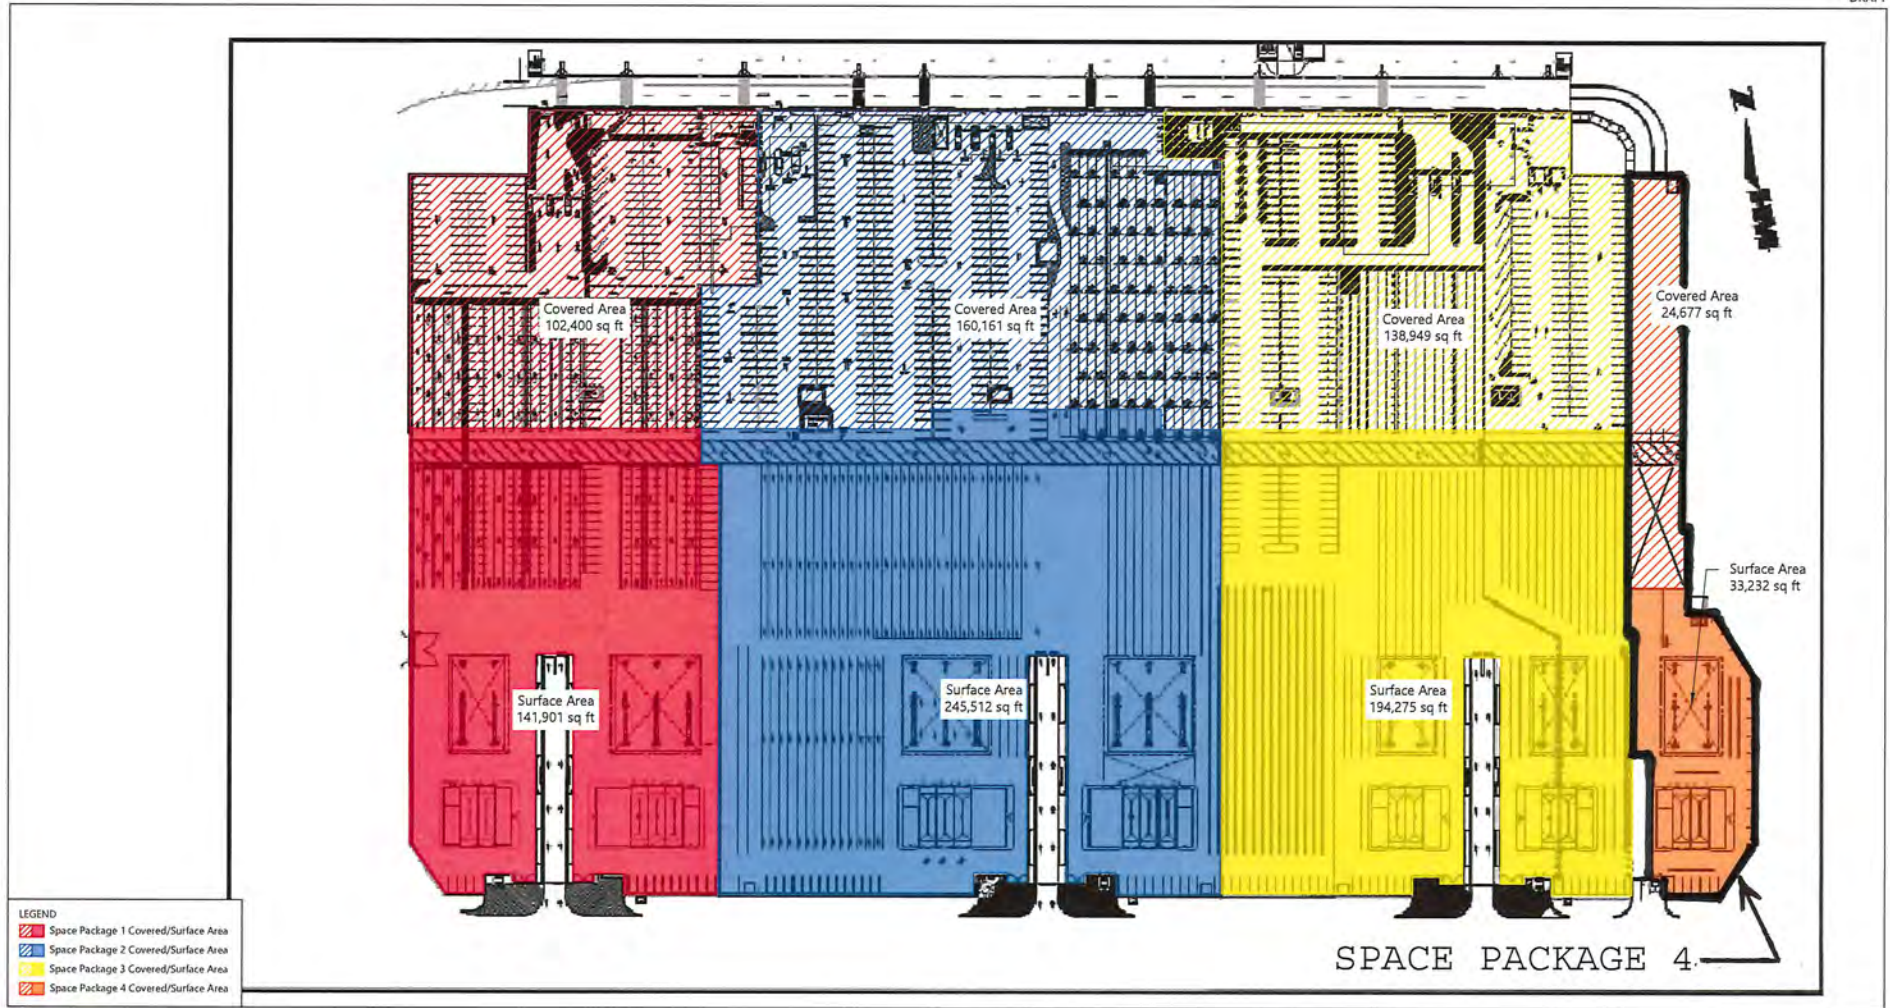 Covered Area
102,400 sq ft
Covered Area
160,161 sq ft
Covered Area
138,949 sq ft
Covered Area
24,677 sq ft
Surface Area
33,232 sq ft
Surface Area
141,901 sq ft
Surface Area
245,512 sq ft
Surface Area
194,275 sq ft
SPACE PACKAGE 4
LEGEND
Space Package 1 Covered/Surface Area
Space Package 2 Covered/Surface Area
Space Package 3 Covered/Surface Area
Space Package 4 Covered/Surface Area